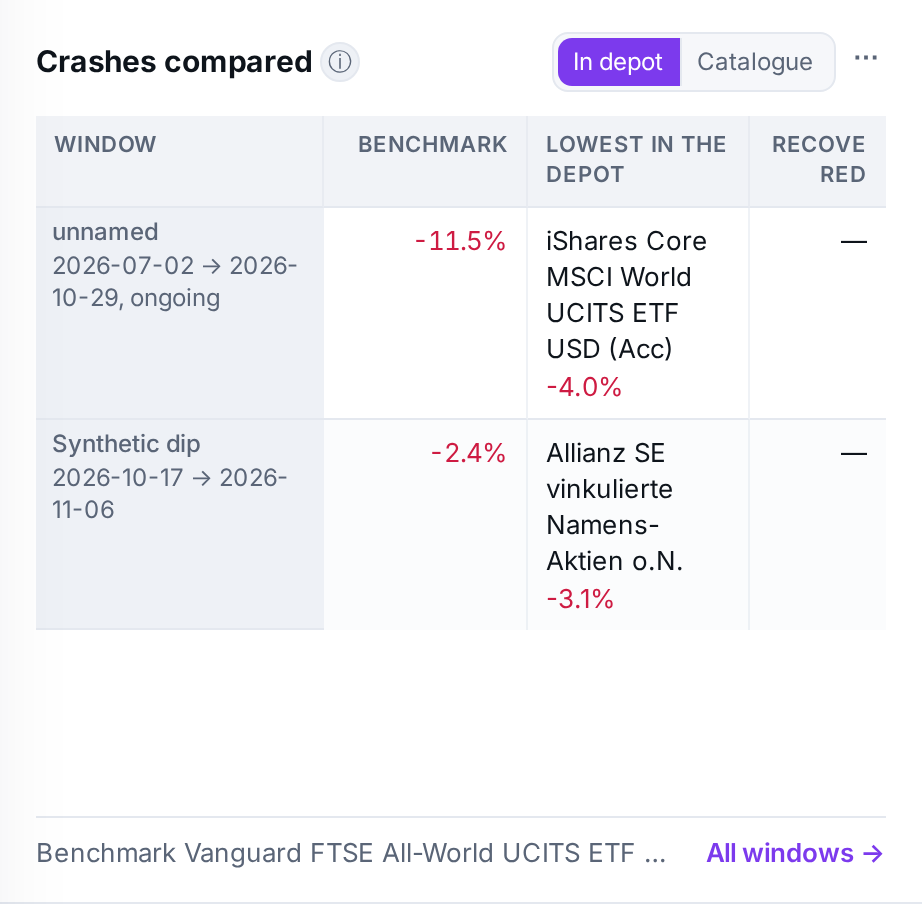 Crashes compared ⓘ
In depot
Catalogue
...
WINDOW
BENCHMARK
LOWEST IN THE
DEPOT
RECOVE
RED
unnamed
2026-07-02 → 2026-
10-29, ongoing
-11.5%
iShares Core
MSCI World
UCITS ETF
USD (Acc)
-4.0%
—
Synthetic dip
2026-10-17 → 2026-
11-06
-2.4%
Allianz SE
vinkulierte
Namens-
Aktien o.N.
-3.1%
—
Benchmark Vanguard FTSE All-World UCITS ETF ...
All windows →